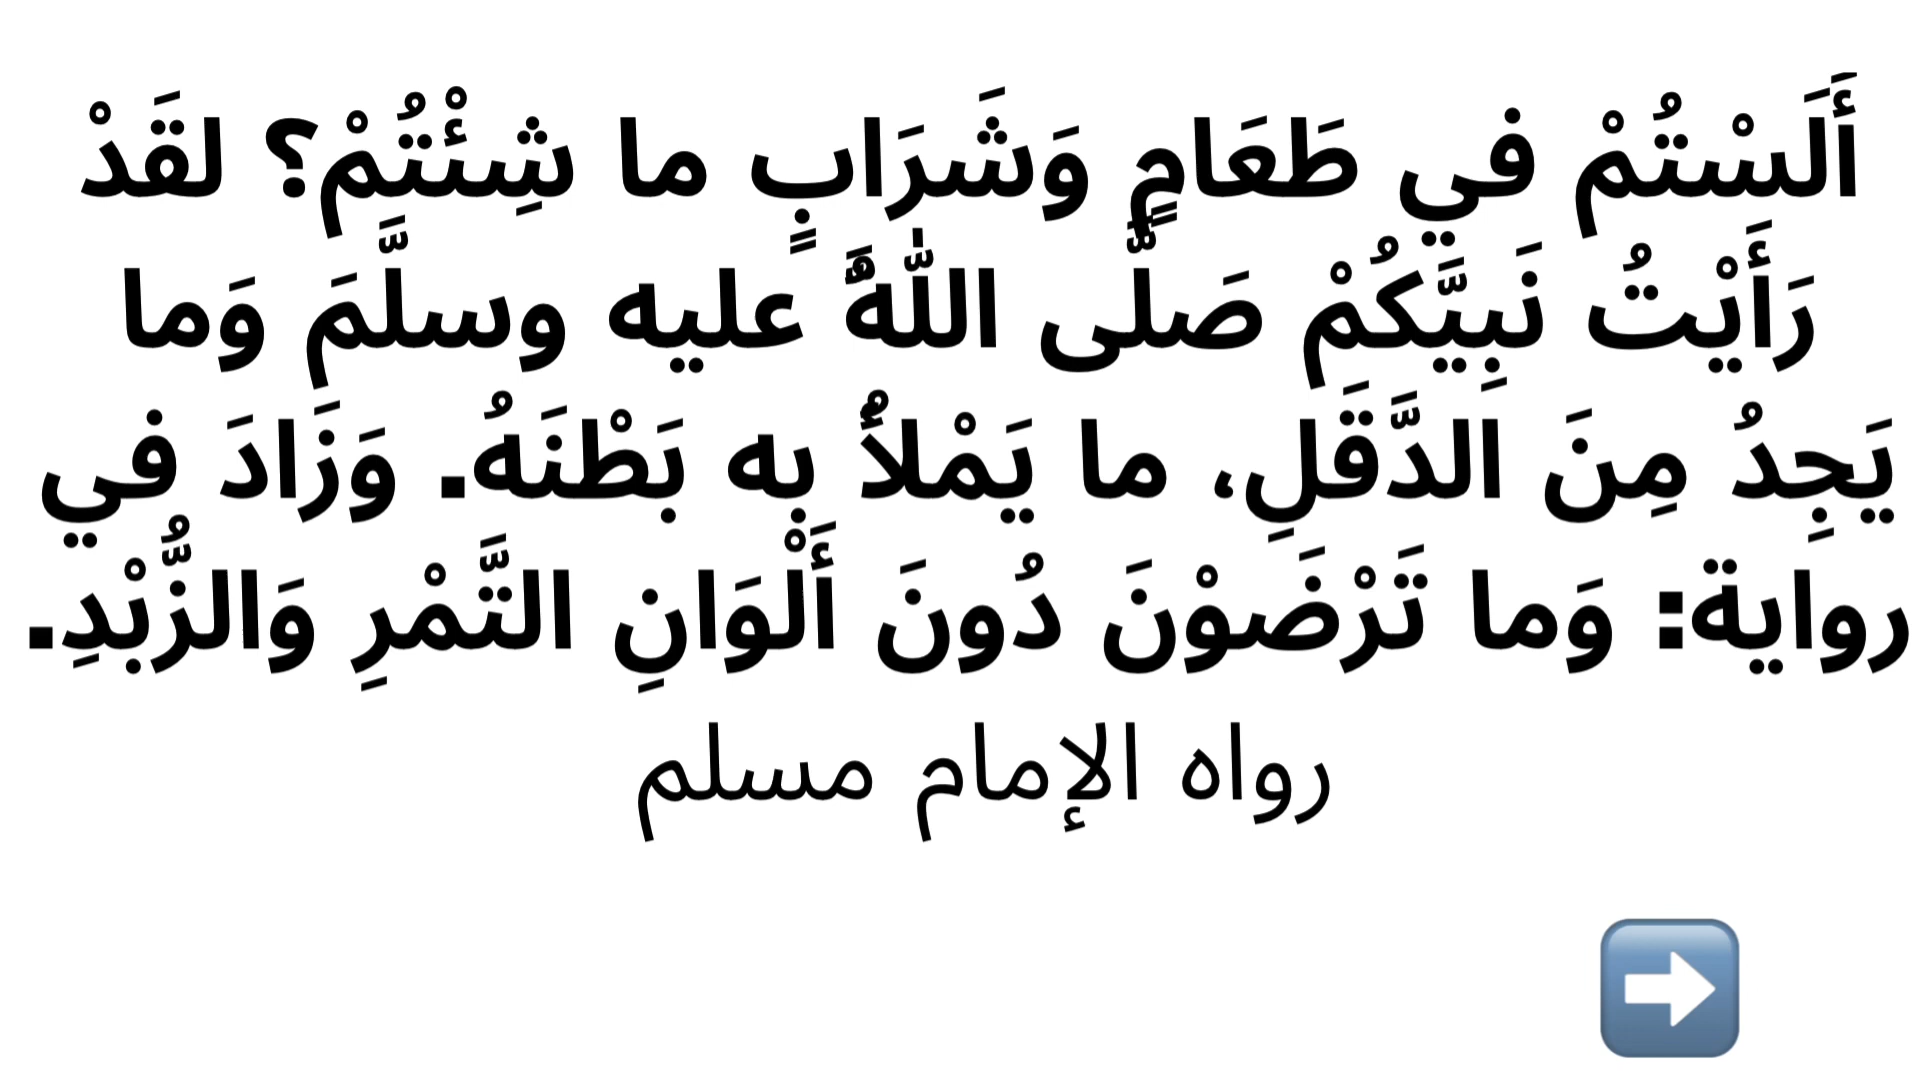 أَلَسْتُمْ في طَعَامٍ وَشَرَابٍ ما شِئْتُمْ؟ لقَدْ
رَأَيْتُ نَبِيَّكُمْ صَلَّى اللَّهُ عليه وسلَّمَ وَما
يَجِدُ مِنَ الدَّقَلِ، ما يَمْلأُ بِه بَطْنَهُ. وَزَادَ في
رواية: وَما تَرْضَوْنَ دُونَ أَلْوَانِ التَّمْرِ وَالزُّبْدِ.
رواه الإمام مسلم